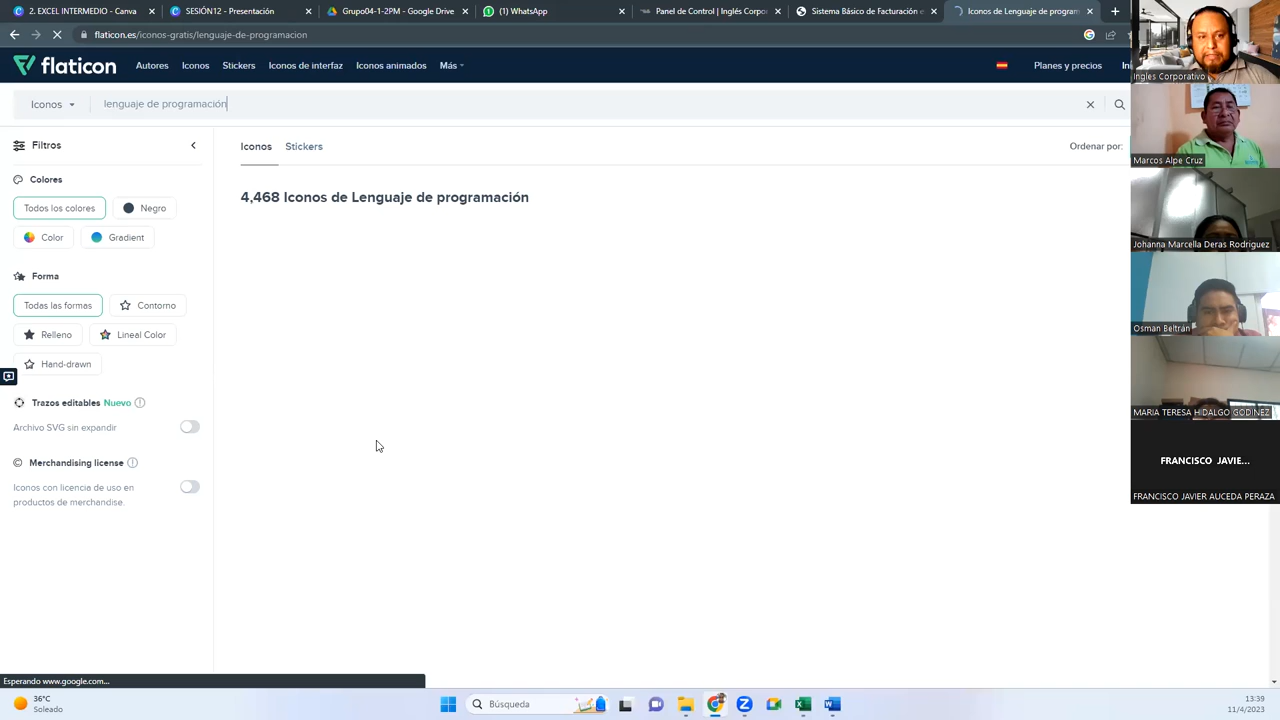 2. EXCEL INTERMEDIO - Canva
SESIÓN12 - Presentación
Grupo04-1-2PM - Google Drive
(1) WhatsApp
Panel de Control | Inglés Corpor
Sistema Básico de Facturación c
Iconos de Lenguaje de program
flaticon.es/iconos-gratis/lenguaje-de-programacion
flaticon
Autores
Iconos
Stickers
Iconos de interfaz
Iconos animados
Más
Planes y precios
Iconos
lenguaje de programación
Filtros
Iconos
Stickers
Ordenar por:
Colores
4,468 Iconos de Lenguaje de programación
Todos los colores
Negro
Color
Gradient
Forma
Todas las formas
Contorno
Relleno
Lineal Color
Hand-drawn
Trazos editables Nuevo
Archivo SVG sin expandir
Merchandising license
Iconos con licencia de uso en
productos de merchandise.
Esperando www.google.com...
Ingles Corporativo
Marcos Alpe Cruz
Johanna Marcella Deras Rodriguez
Osman Beltrán
MARIA TERESA HIDALGO GODINEZ
FRANCISCO JAVIE...
FRANCISCO JAVIER AUCEDA PERAZA
36°C
Soleado
Búsqueda
13:39
11/4/2023